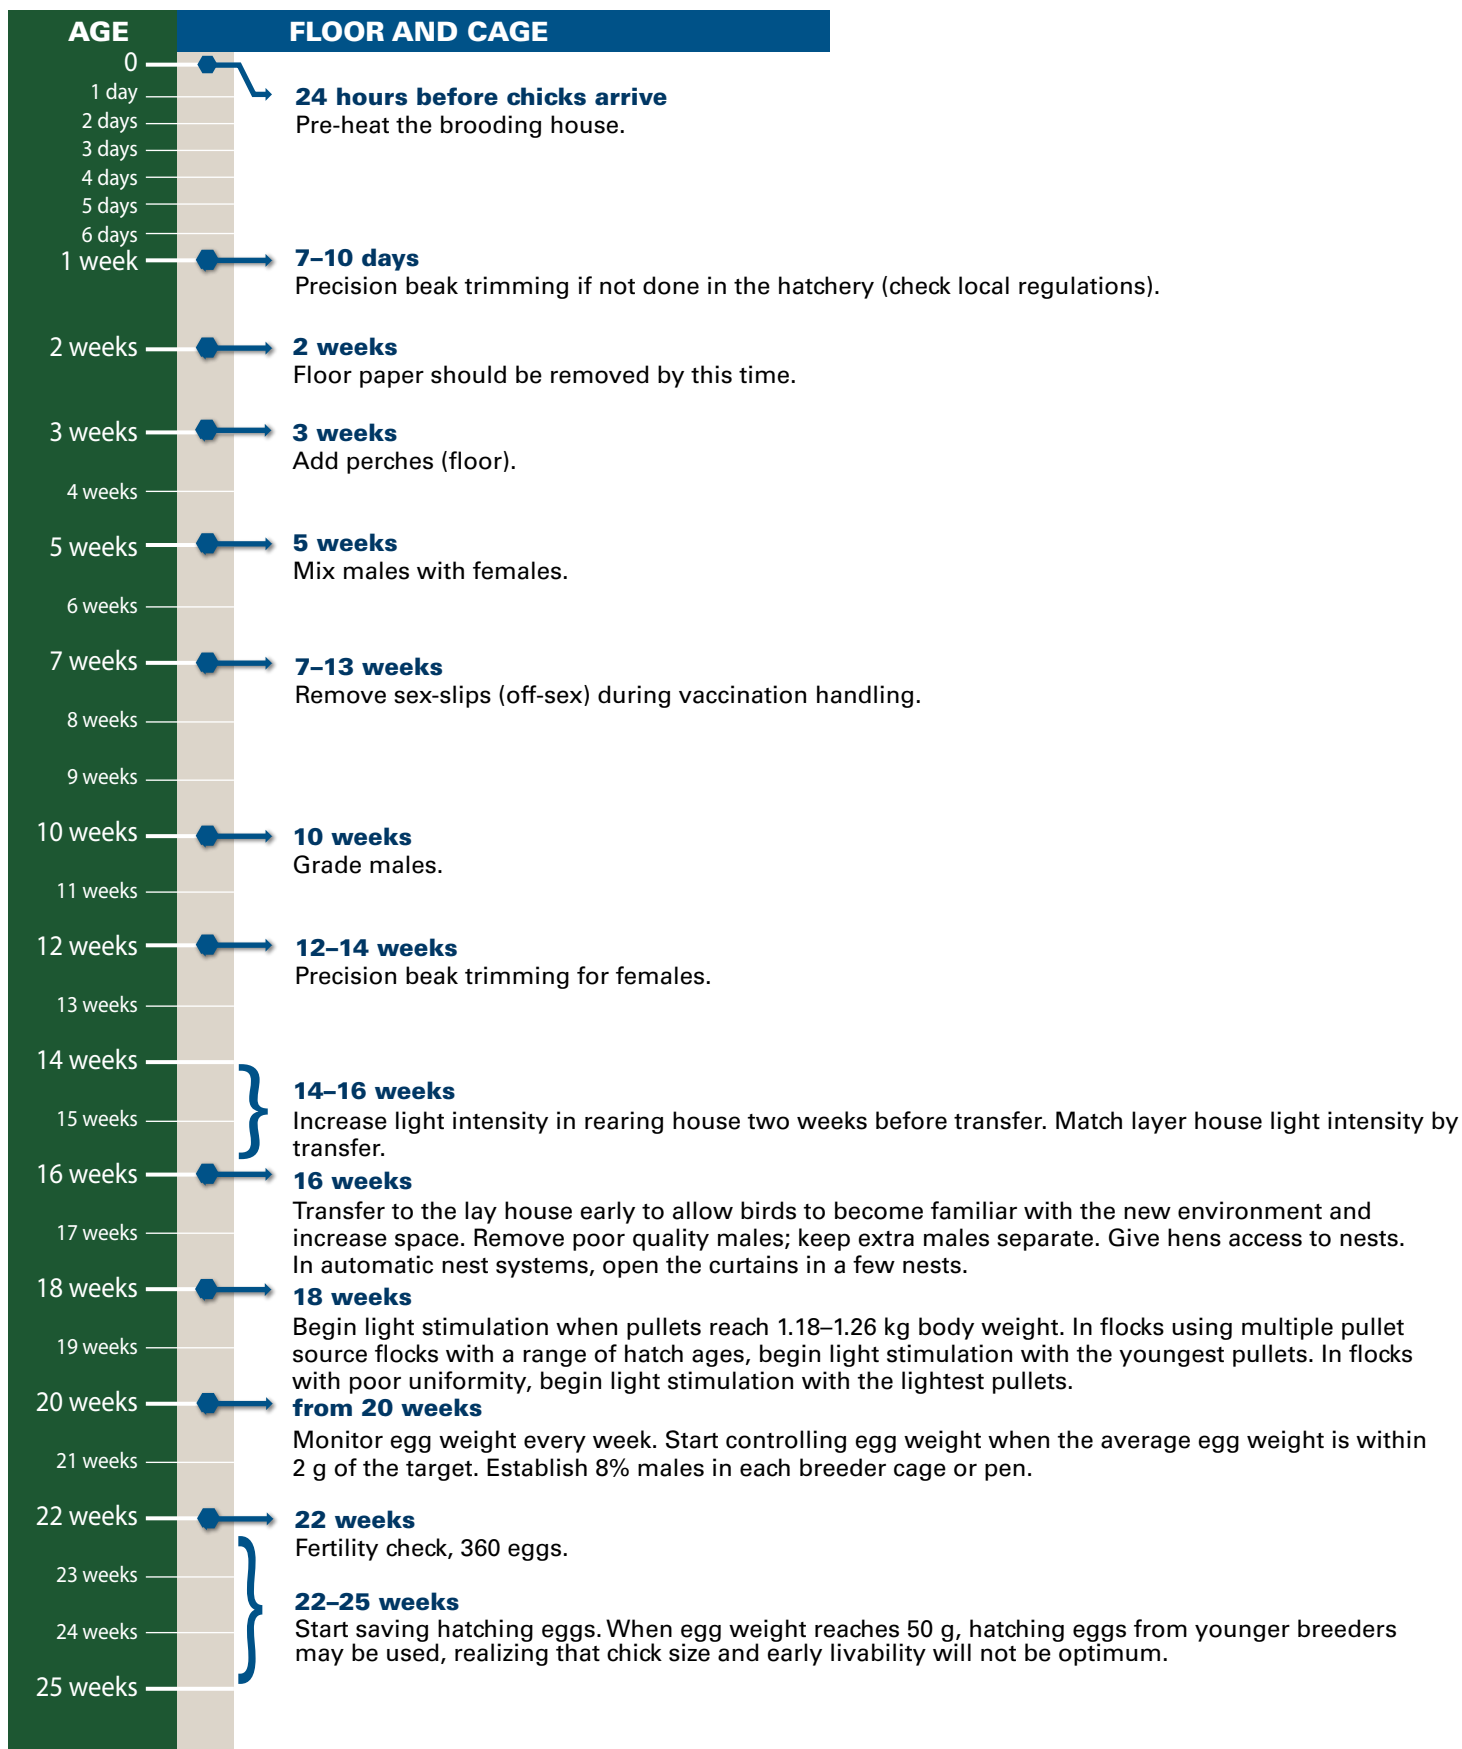 AGE
FLOOR AND CAGE
0
1 day
24 hours before chicks arrive
2 days
Pre-heat the brooding house.
3 days
4 days
5 days
6 days
1 week
7–10 days
Precision beak trimming if not done in the hatchery (check local regulations).
2 weeks
2 weeks
Floor paper should be removed by this time.
3 weeks
3 weeks
Add perches (floor).
4 weeks
5 weeks
5 weeks
Mix males with females.
6 weeks
7 weeks
7–13 weeks
Remove sex-slips (off-sex) during vaccination handling.
8 weeks
9 weeks
10 weeks
10 weeks
Grade males.
11 weeks
12 weeks
12–14 weeks
Precision beak trimming for females.
13 weeks
14 weeks
14–16 weeks
15 weeks
Increase light intensity in rearing house two weeks before transfer. Match layer house light intensity by
transfer.
16 weeks
16 weeks
Transfer to the lay house early to allow birds to become familiar with the new environment and
17 weeks
increase space. Remove poor quality males; keep extra males separate. Give hens access to nests.
In automatic nest systems, open the curtains in a few nests.
18 weeks
18 weeks
Begin light stimulation when pullets reach 1.18–1.26 kg body weight. In flocks using multiple pullet
19 weeks
source flocks with a range of hatch ages, begin light stimulation with the youngest pullets. In flocks
with poor uniformity, begin light stimulation with the lightest pullets.
20 weeks
from 20 weeks
Monitor egg weight every week. Start controlling egg weight when the average egg weight is within
21 weeks
2 g of the target. Establish 8% males in each breeder cage or pen.
22 weeks
22 weeks
Fertility check, 360 eggs.
23 weeks
22–25 weeks
Start saving hatching eggs. When egg weight reaches 50 g, hatching eggs from younger breeders
24 weeks
may be used, realizing that chick size and early livability will not be optimum.
25 weeks